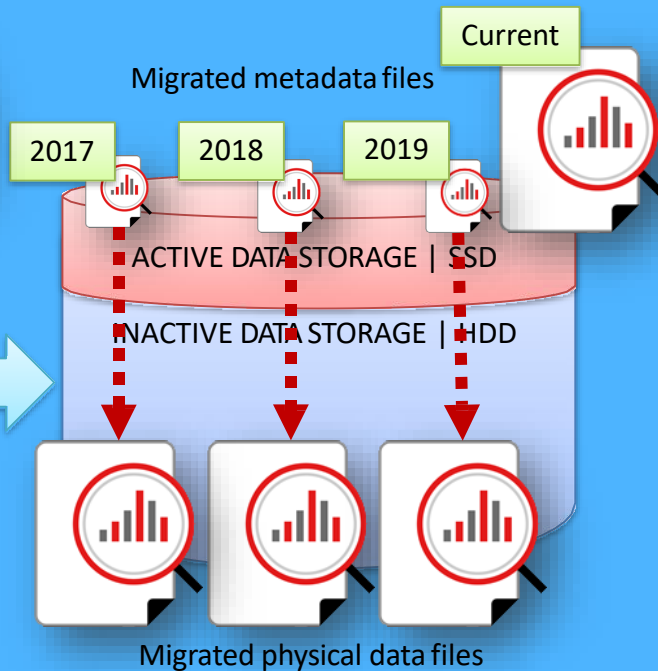 Current
Migrated metadata files
2017
2018
2019
ACTIVE DATA STORAGE | SSD
INACTIVE DATA STORAGE | HDD
Migrated physical data files